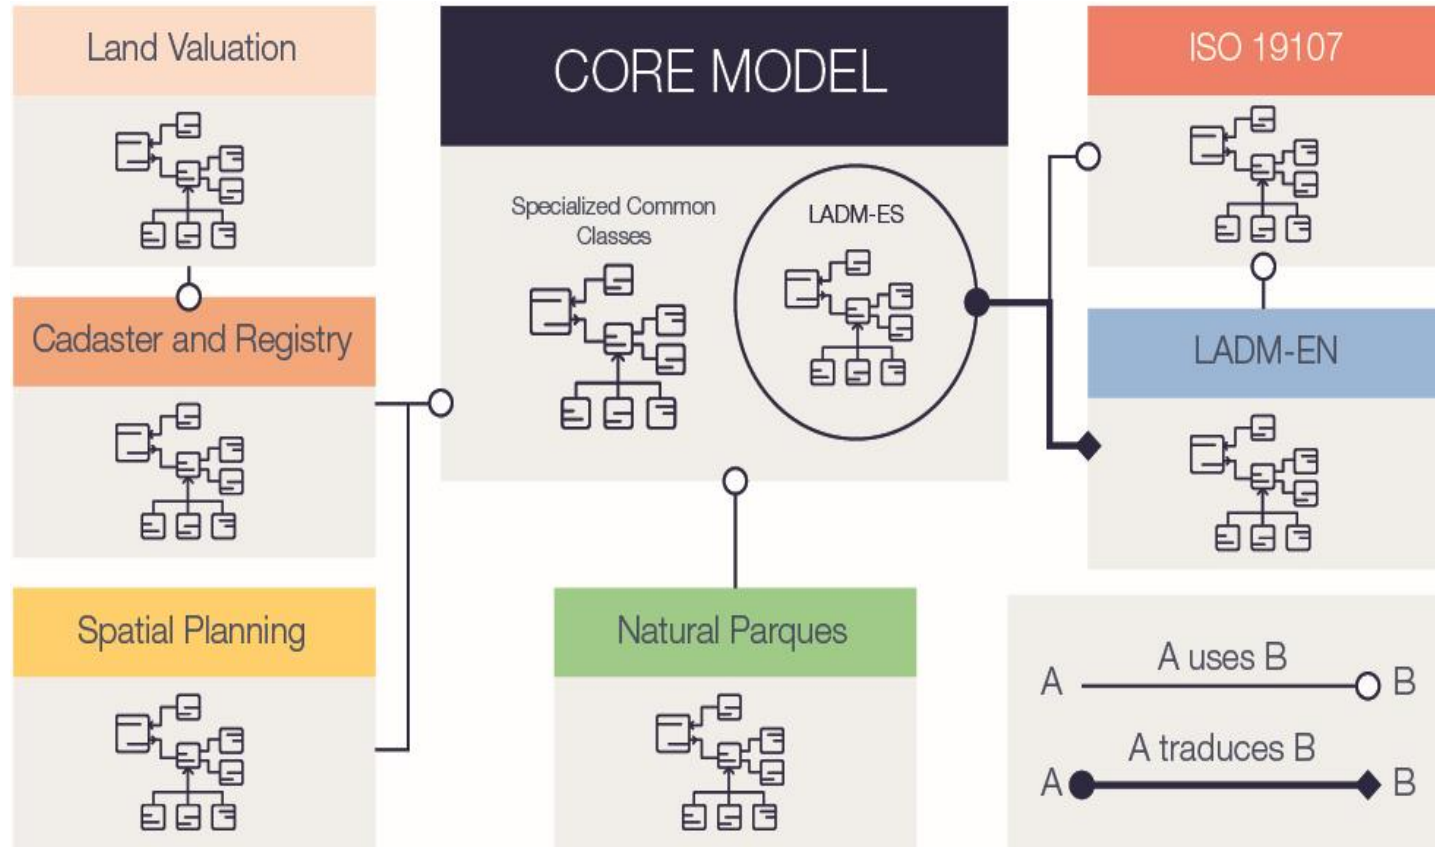 Land Valuation
Cadaster and Registry
Spatial Planning
CORE MODEL
Specialized Common
Classes
LADM-ES
Natural Parques
ISO 19107
LADM-EN
A uses B
A B
A traduces B
A B